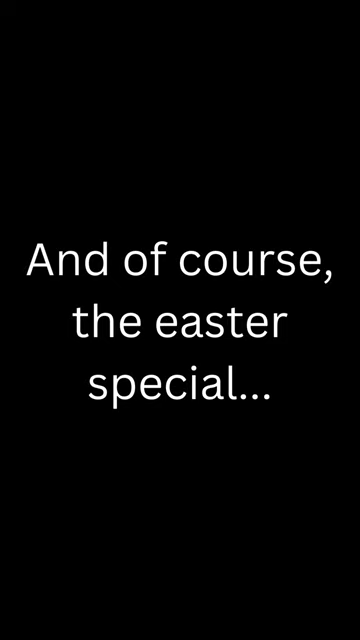 And of course,
the easter
special...